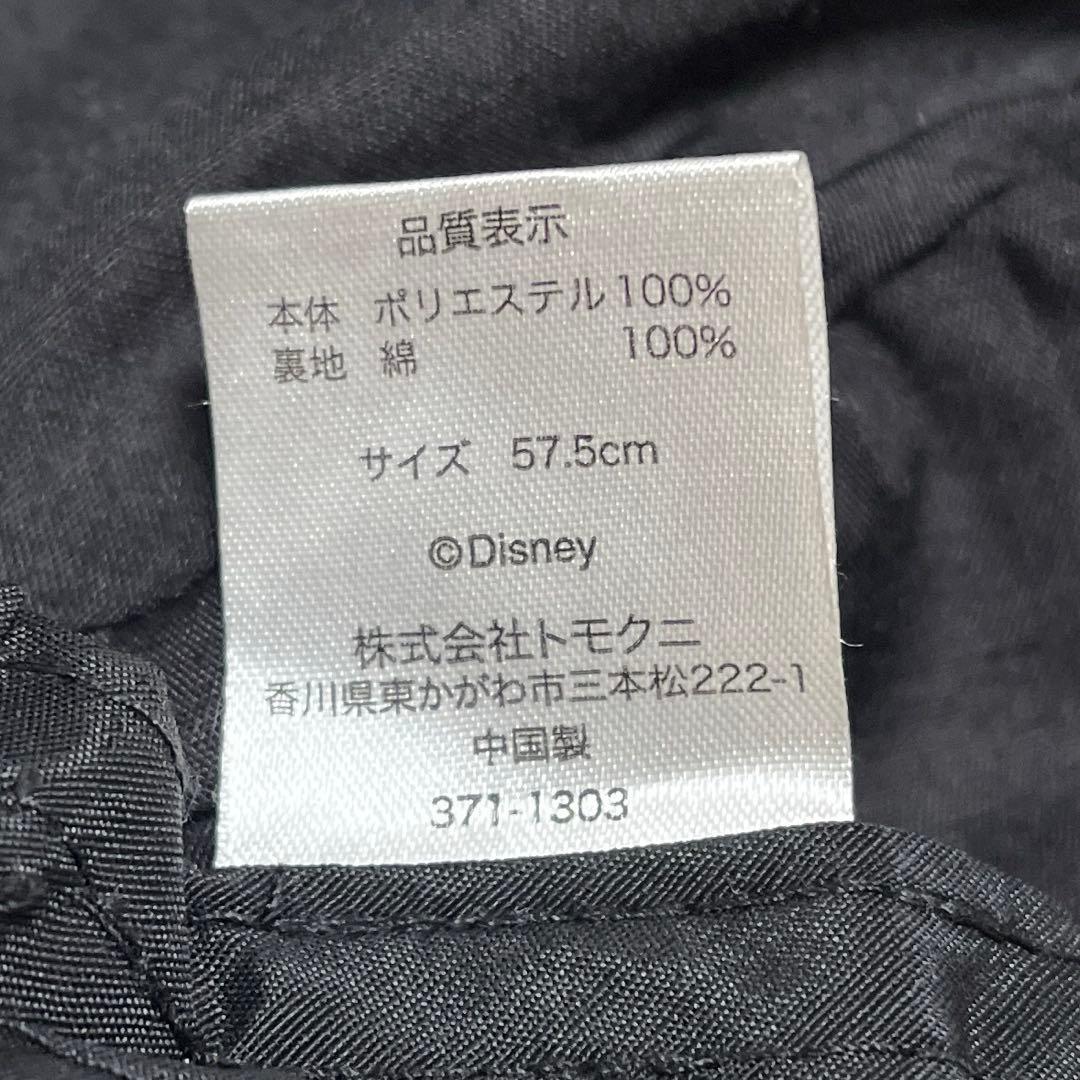 品質表示
本体 ポリエステル100%
裏地 綿 100%
サイズ 57.5cm
©Disney
株式会社トモクニ
香川県東かがわ市三本松222-1
中国製
371-1303